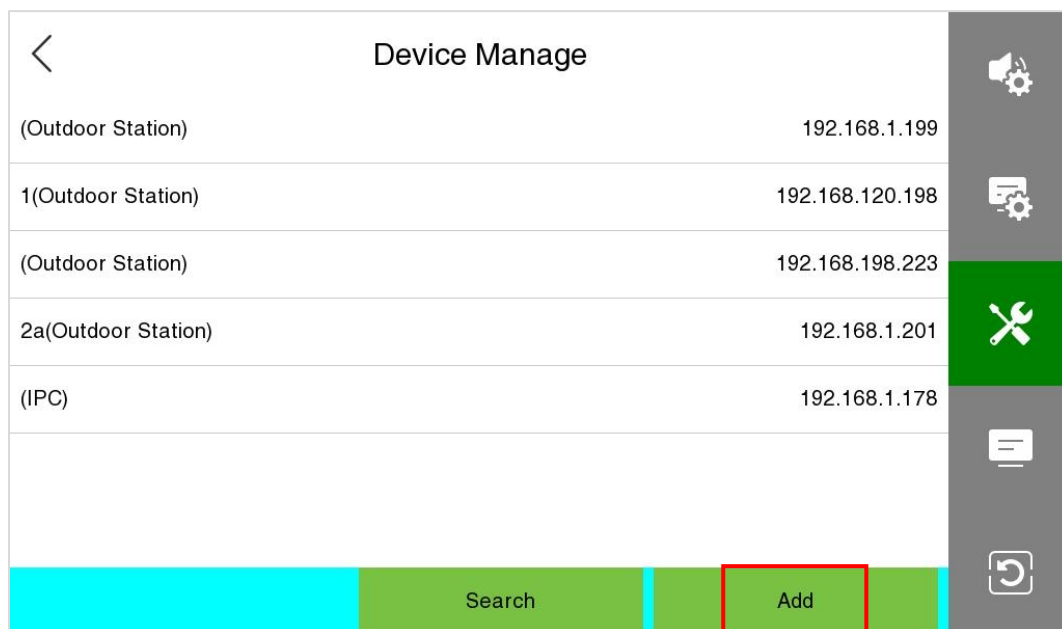 Device Manage
(Outdoor Station) 192.168.1.199
1(Outdoor Station) 192.168.120.198
(Outdoor Station) 192.168.198.223
2a(Outdoor Station) 192.168.1.201
(IPC) 192.168.1.178
Search Add